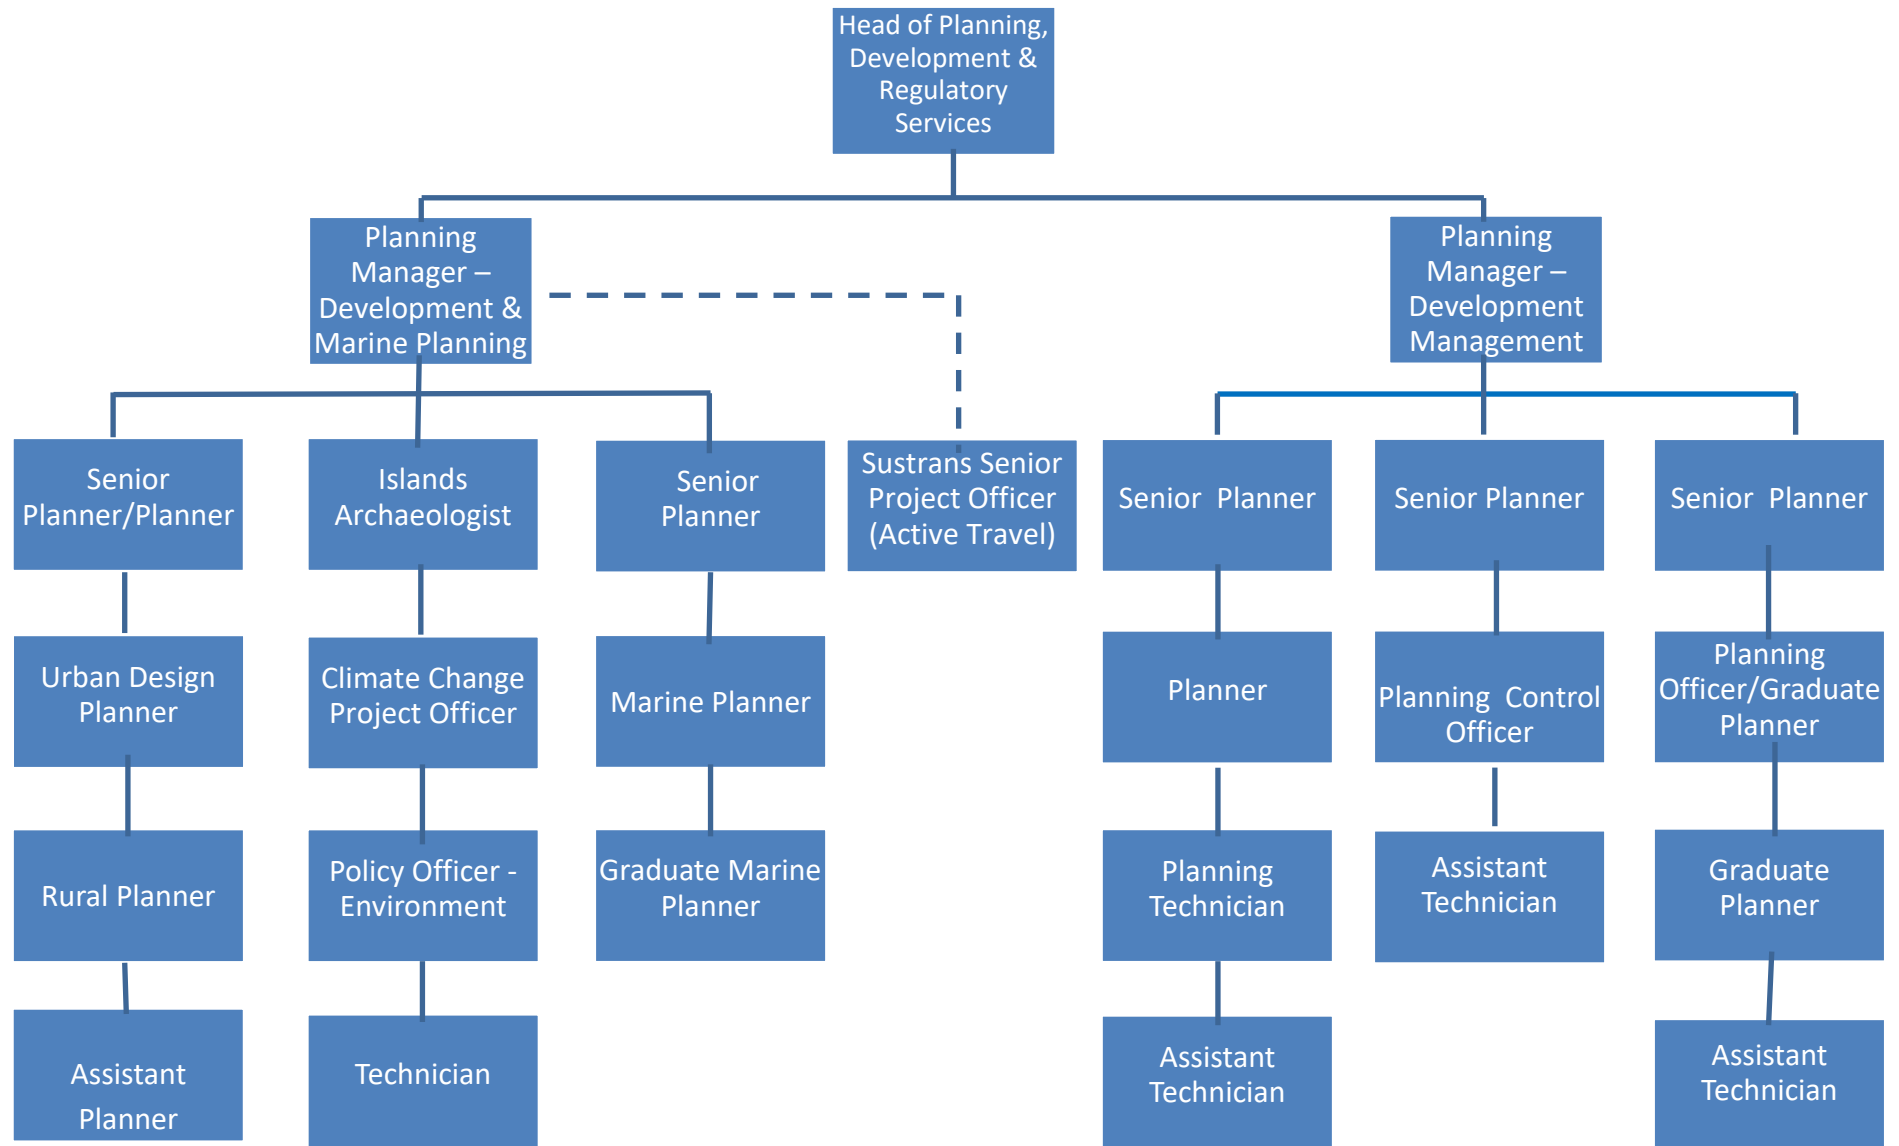 Head of Planning,
Development &
Regulatory
Services
Planning
Manager –
Development &
Marine Planning
Planning
Manager –
Development
Management
Senior
Planner/Planner
Islands
Archaeologist
Senior
Planner
Sustrans Senior
Project Officer
(Active Travel)
Senior  Planner
Senior Planner
Senior  Planner
Urban Design
Planner
Climate Change
Project Officer
Marine Planner
Planner
Planning  Control
Officer
Planning
Officer/Graduate
Planner
Rural Planner
Policy Officer -
Environment
Graduate Marine
Planner
Planning
Technician
Assistant
Technician
Graduate
Planner
Assistant
Planner
Technician
Assistant
Technician
Assistant
Technician